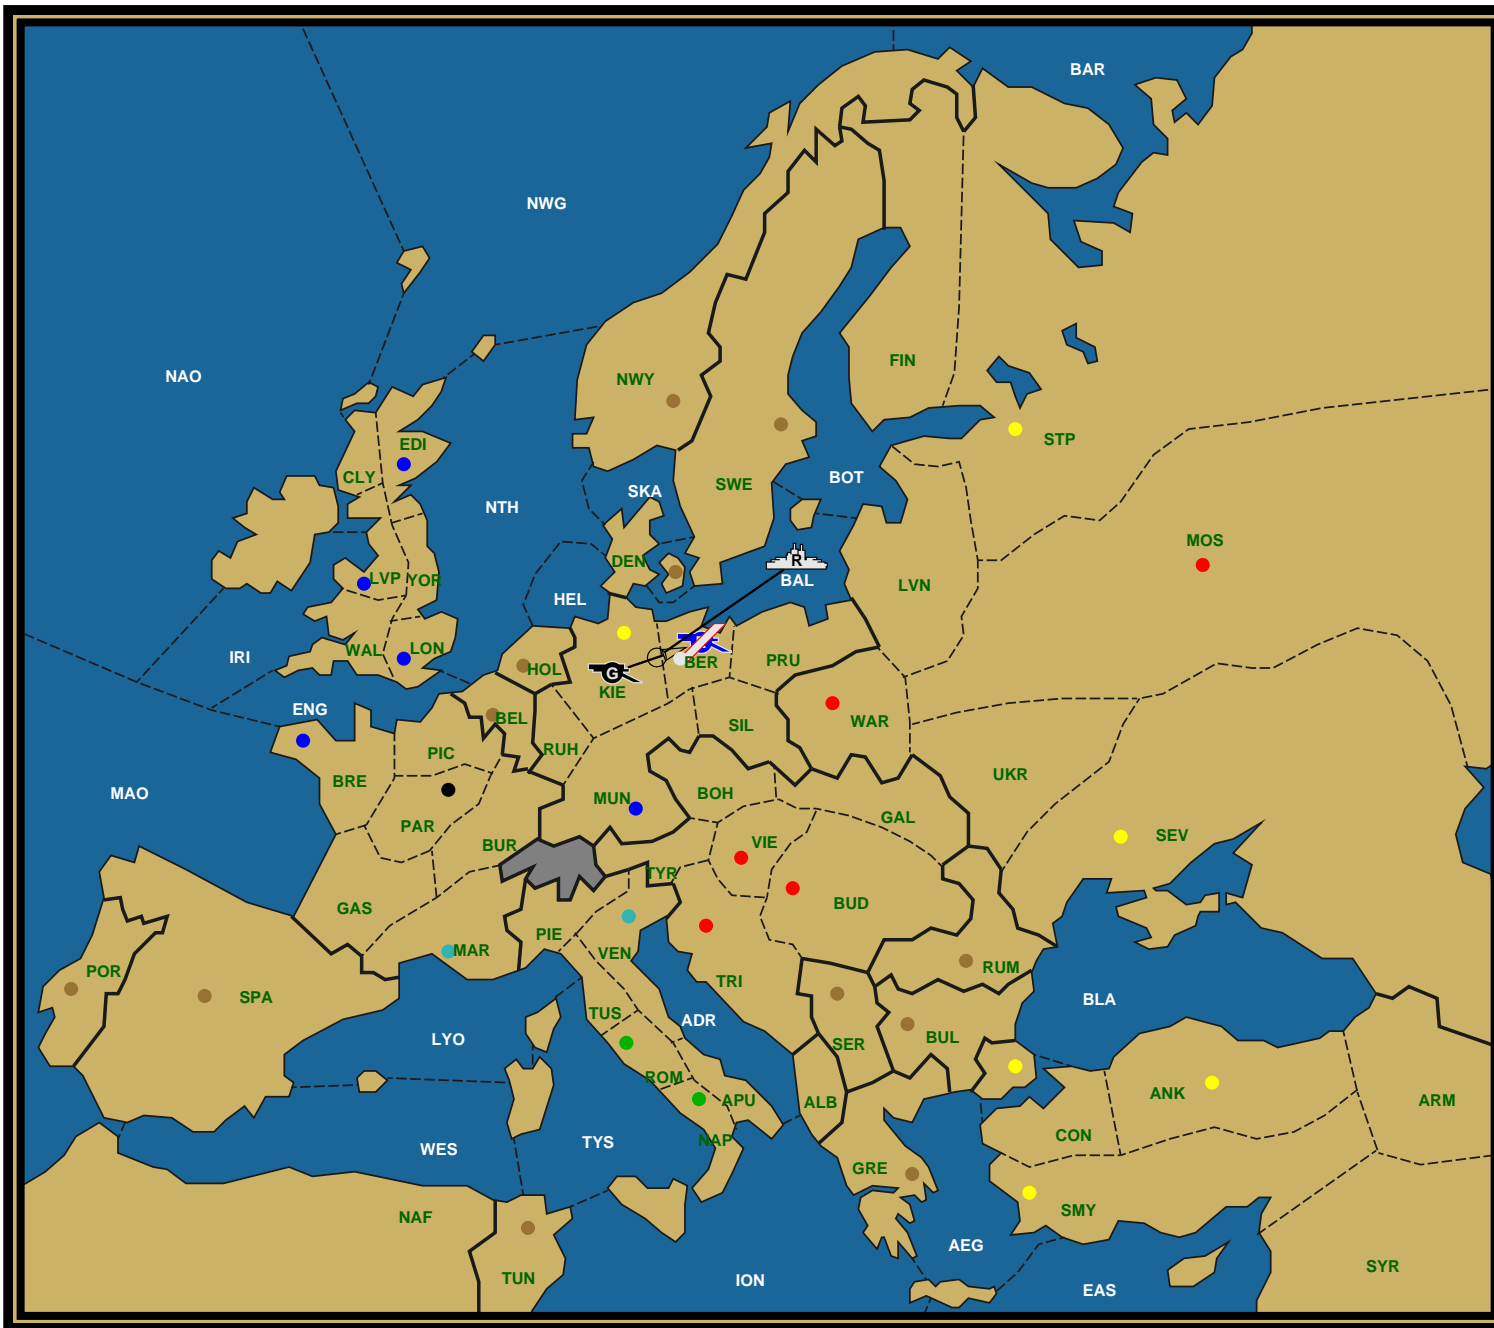 BAR
NWG
NAO
FIN
NWY
STP
EDI
CLY
SWE
BOT
SKA
NTH
MOS
R
DEN
BAL
LVP
YOR
LVN
HEL
WAL
LON
IRI
HOL
G
KIE
BER
PRU
ENG
BEL
WAR
SIL
PIC
RUH
BRE
UKR
MAO
MUN
BOH
PAR
GAL
SEV
BUR
VIE
TYR
BUD
GAS
PIE
VEN
MAR
POR
SPA
TRI
RUM
BLA
TUS
ADR
LYO
SER
BUL
ROM
APU
ALB
ANK
ARM
CON
TYS
NAP
WES
GRE
SMY
NAF
AEG
SYR
TUN
ION
EAS